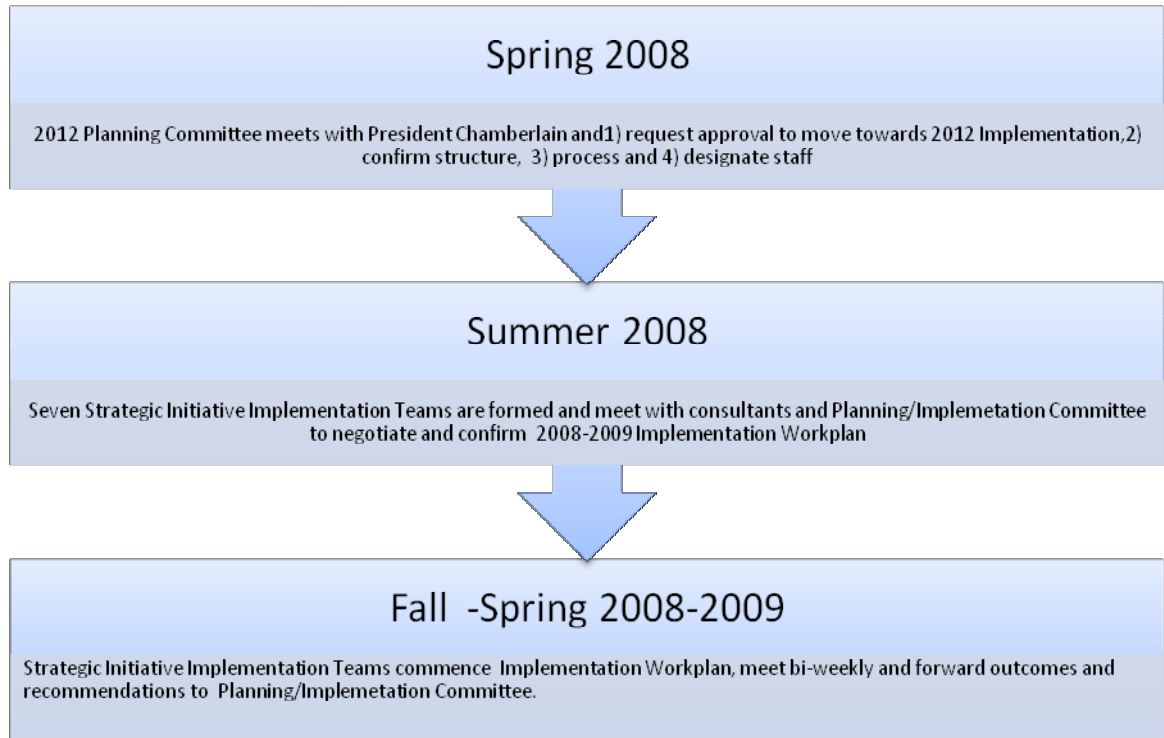 Spring 2008
2012 Planning Committee meets with President Chamberlain and1) request approval to move towards 2012 Implementation,2)
confirm structure, 3) process and 4) designate staff
Summer 2008
Seven Strategic Initiative Implementation Teams are formed and meet with consultants and Planning/Implemetation Committee
to negotiate and confirm 2008-2009 Implementation Workplan
Fall -Spring 2008-2009
Strategic Initiative Implementation Teams commence Implementation Workplan, meet bi-weekly and forward outcomes and
recommendations to Planning/Implemetation Committee.